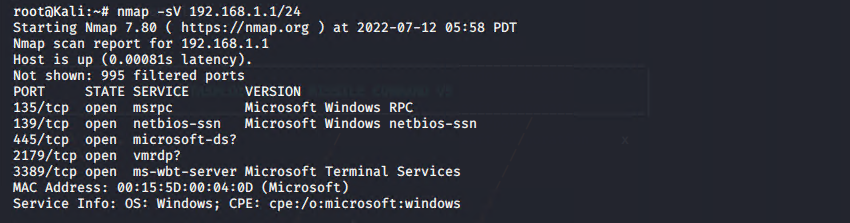 root@Kali:~# nmap -sV 192.168.1.1/24
Starting Nmap 7.80 ( https://nmap.org ) at 2022-07-12 05:58 PDT
Nmap scan report for 192.168.1.1
Host is up (0.00081s latency).
Not shown: 995 filtered ports
PORT     STATE SERVICE       VERSION
135/tcp  open  msrpc         Microsoft Windows RPC
139/tcp  open  netbios-ssn   Microsoft Windows netbios-ssn
445/tcp  open  microsoft-ds?
2179/tcp open  vmrdp?
3389/tcp open  ms-wbt-server Microsoft Terminal Services
MAC Address: 00:15:5D:00:04:0D (Microsoft)
Service Info: OS: Windows; CPE: cpe:/o:microsoft:windows